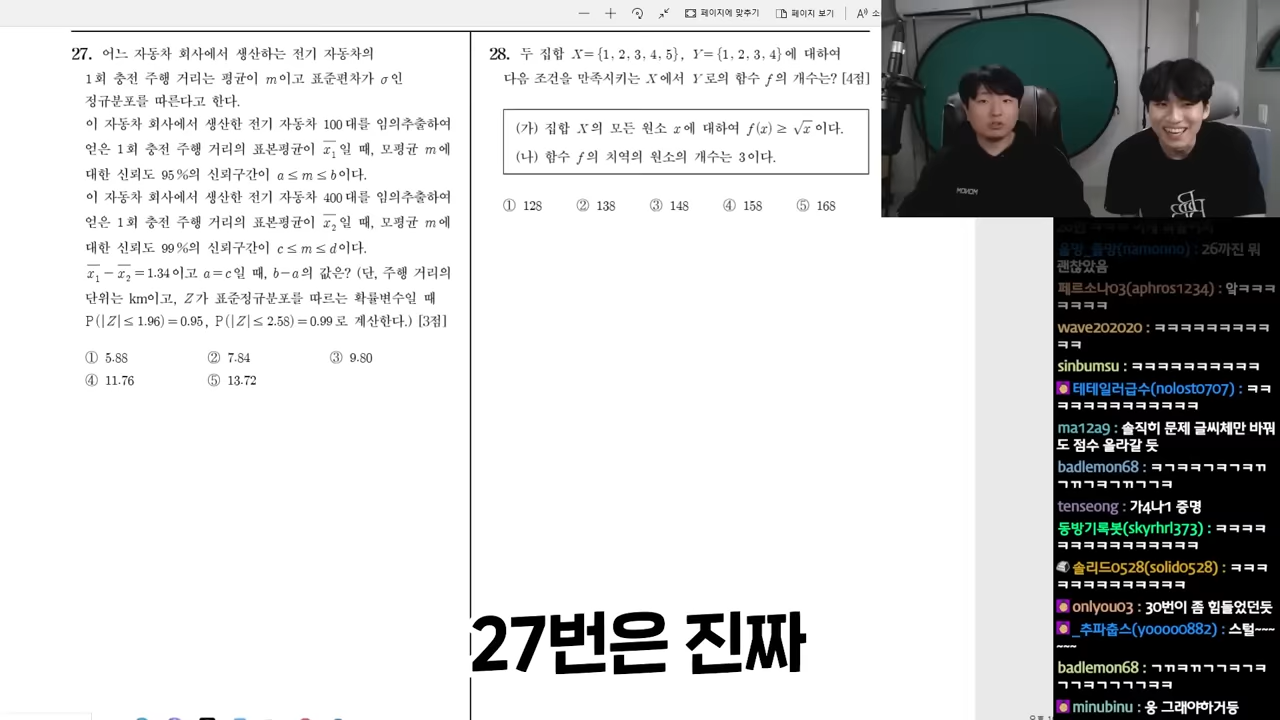 페이지에 맞추기
페이지 보기
27. 어느 자동차 회사에서 생산하는 전기 자동차의
1회 충전 주행 거리는 평균이 m이고 표준편차가 σ인
정규분포를 따른다고 한다.
이 자동차 회사에서 생산한 전기 자동차 100대를 임의추출하여
얻은 1회 충전 주행 거리의 표본평균이 x₁일 때, 모평균 m에
대한 신뢰도 95%의 신뢰구간이 a≤m≤b이다.
이 자동차 회사에서 생산한 전기 자동차 400대를 임의추출하여
얻은 1회 충전 주행 거리의 표본평균이 x₂일 때, 모평균 m에
대한 신뢰도 99%의 신뢰구간이 c≤m≤d이다.
x₁-x₂=1.34이고 a=c일 때, b-a의 값은? (단, 주행 거리의
단위는 km이고, Z가 표준정규분포를 따르는 확률변수일 때
P(|Z|≤1.96)=0.95, P(|Z|≤2.58)=0.99로 계산한다.) [3점]
① 5.88 ② 7.84 ③ 9.80
④ 11.76 ⑤ 13.72
28. 두 집합 X={1, 2, 3, 4, 5}, Y={1, 2, 3, 4}에 대하여
다음 조건을 만족시키는 X에서 Y로의 함수 f의 개수는? [4점]
(가) 집합 X의 모든 원소 x에 대하여 f(x)≥√x이다.
(나) 함수 f의 치역의 원소의 개수는 3이다.
① 128 ② 138 ③ 148 ④ 158 ⑤ 168
27번은 진짜
26까진 뭐
괜찮았음
페르소나03(aphros1234) : 앜ㅋㅋㅋ
ㅋㅋㅋㅋ
wave202020 : ㅋㅋㅋㅋㅋㅋㅋㅋㅋ
ㅋㅋ
sinbumsu : ㅋㅋㅋㅋㅋㅋㅋㅋㅋㅋ
테테일러급수(nolost0707) : ㅋㅋ
ㅋㅋㅋㅋㅋㅋㅋㅋㅋㅋㅋ
ma12a9 : 솔직히 문제 글씨체만 바꿔
도 점수 올라갈 듯
badlemon68 : ㅋㄱㅋㅋㄱㅋㄱㅋㄲ
ㄱㄲㄱㅋㄱㄲㄱㄱㅋ
tenseong : 가4나1 증명
동방기록봇(skyrhrl373) : ㅋㅋㅋㅋ
ㅋㅋㅋㅋㅋㅋㅋㅋㅋㅋㅋ
솔리드0528(solid0528) : ㅋㅋㅋ
ㅋㅋㅋㅋㅋㅋㅋㅋㅋㅋ
onlyou03 : 30번이 좀 힘들었던듯
_추파춥스(yoooo0882) : 스털~~~
~~~
badlemon68 : ㄱㄲㅋㄲㄱㄱㅋㄱㅋ
ㄱㄱㅋㄱㄱㄱㄱㅋㅋ
minubinu : 옹 그래야하거등